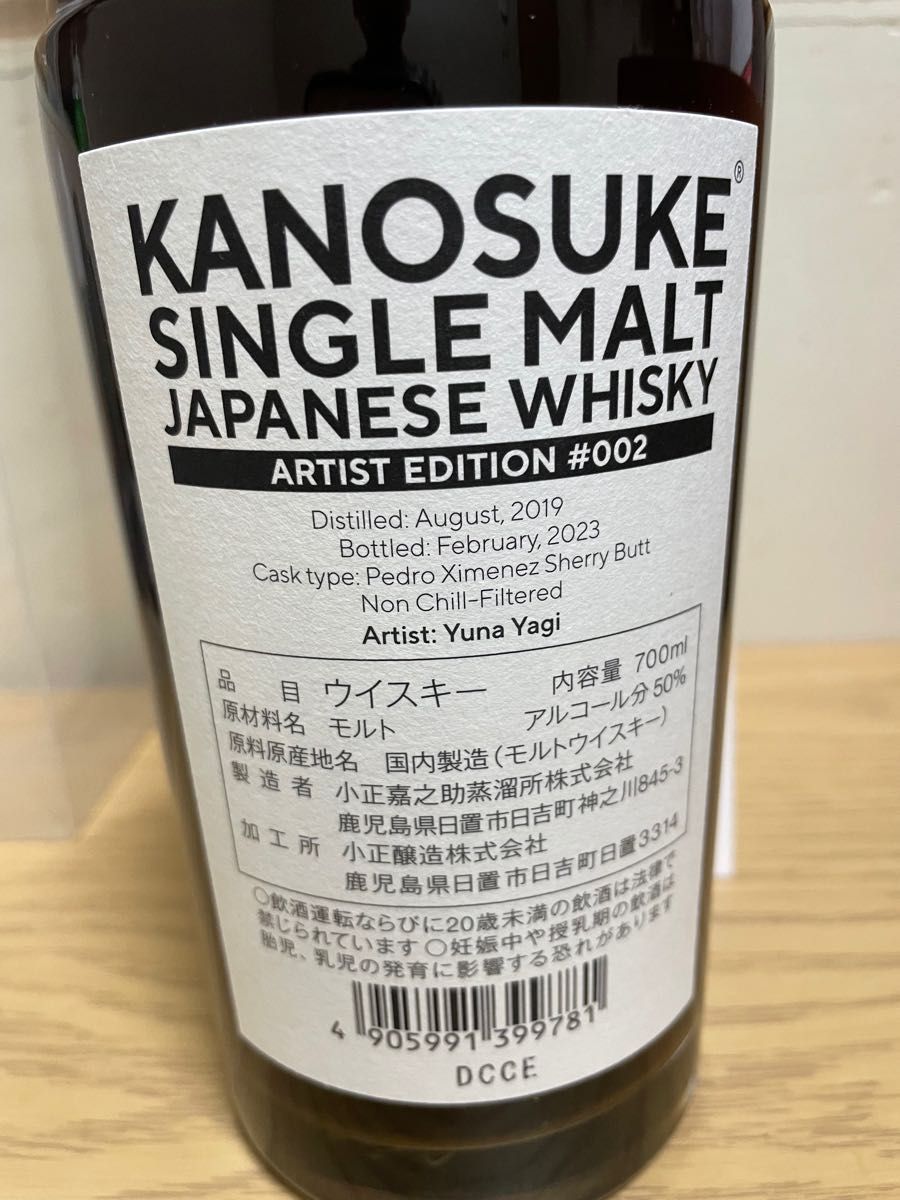 KANOSUKE®
SINGLE MALT
JAPANESE WHISKY
ARTIST EDITION #002
Distilled: August, 2019
Bottled: February, 2023
Cask type: Pedro Ximenez Sherry Butt
Non Chill-Filtered
Artist: Yuna Yagi
品目 ウイスキー 内容量 700ml
原材料名 モルト アルコール分 50%
原料原産地名 国内製造(モルトウイスキー)
製造者 小正嘉之助蒸溜所株式会社
鹿児島県日置市日吉町神之川845-3
加工所 小正醸造株式会社
鹿児島県日置市日吉町日置3314
○飲酒運転ならびに20歳未満の飲酒は法律で
禁じられています ○妊娠中や授乳期の飲酒は
胎児、乳児の発育に影響する恐れがあります
4 905991 399781
DCCE